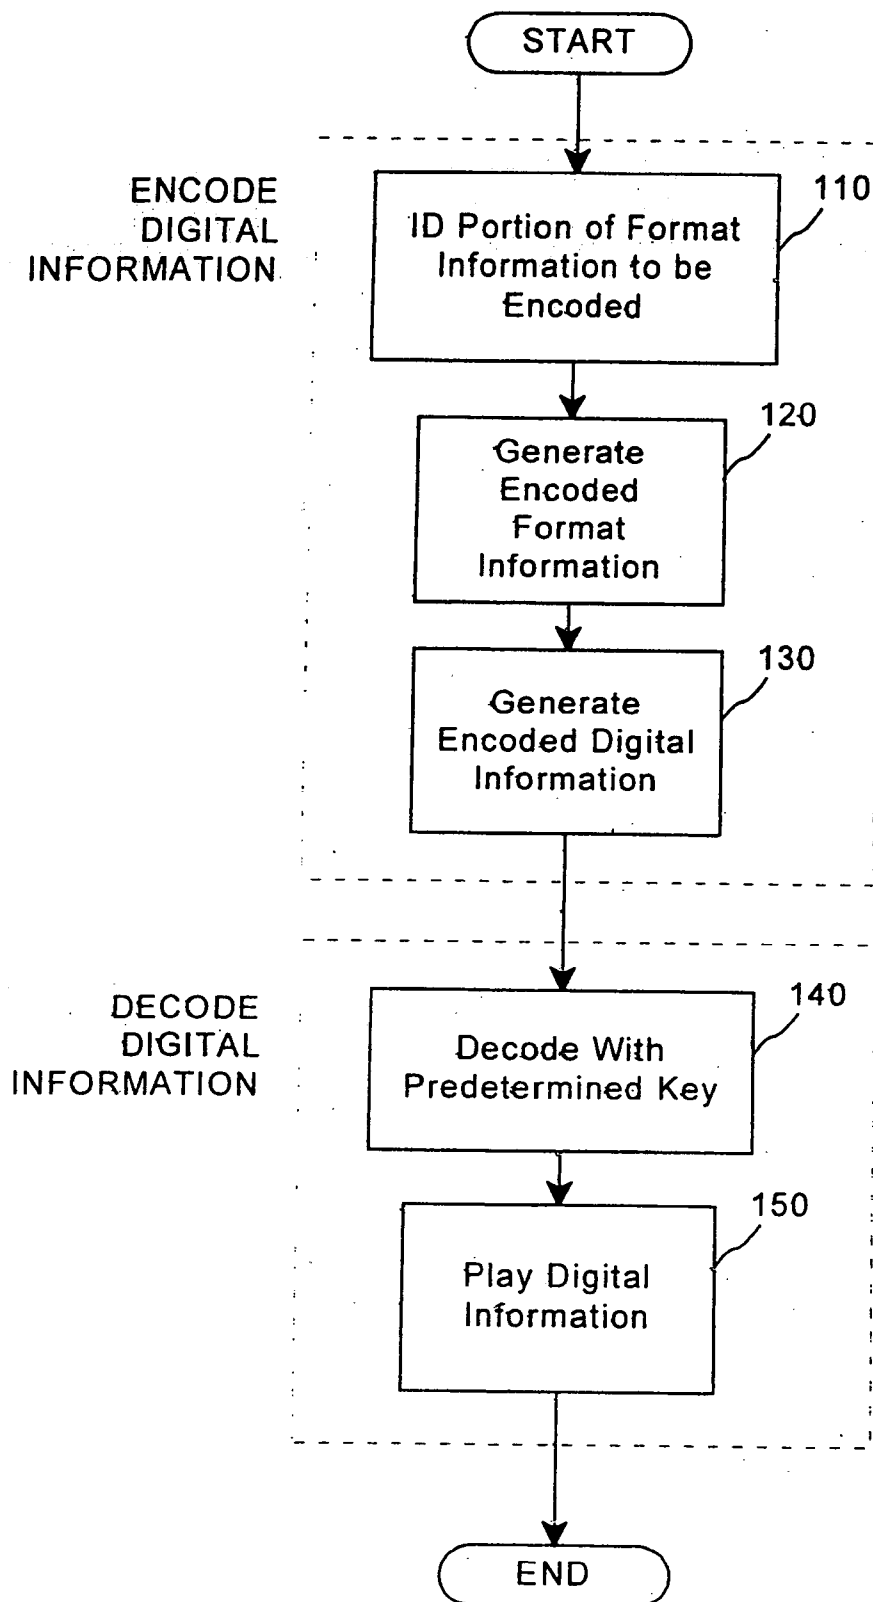 START
ENCODE
DIGITAL
INFORMATION
110
ID Portion of Format
Information to be
Encoded
120
Generate
Encoded
Format
Information
130
Generate
Encoded Digital
Information
DECODE
DIGITAL
INFORMATION
140
Decode With
Predetermined Key
150
Play Digital
Information
END